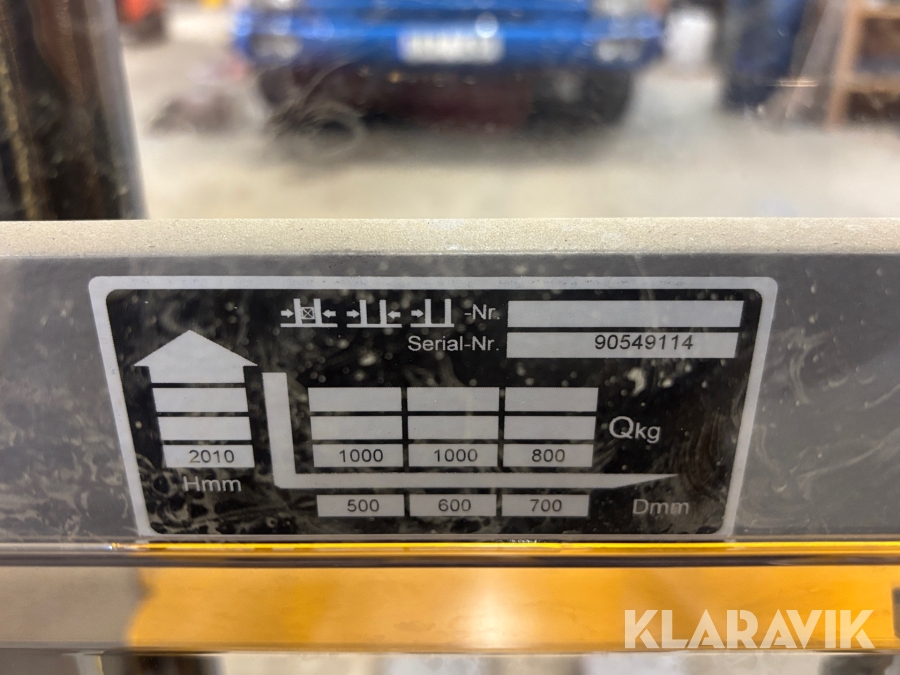 -Nr.
Serial-Nr. 90549114
2010 1000 1000 800 Qkg
Hmm 500 600 700 Dmm
KLARAVIK